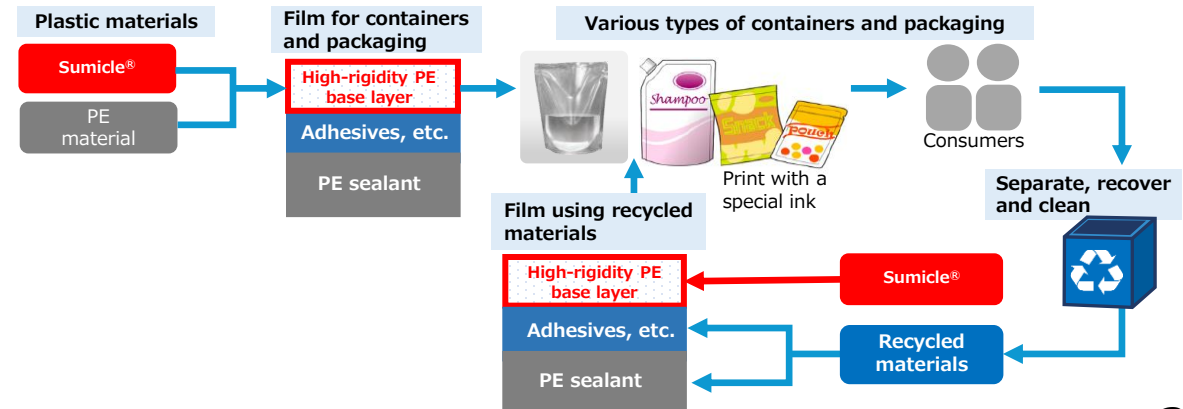 Plastic materials
Sumicle®
PE
material
Film for containers
and packaging
High-rigidity PE
base layer
Adhesives, etc.
PE sealant
Various types of containers and packaging
Shampoo
Snack
Pouch
Print with a
special ink
Consumers
Separate, recover
and clean
Film using recycled
materials
High-rigidity PE
base layer
Adhesives, etc.
PE sealant
Sumicle®
Recycled
materials